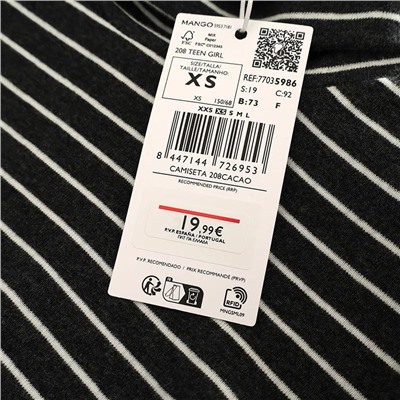 MANGO
FSC
MIX
Paper
208 TEEN GIRL
SIZE/TALLA/
TAILLE/TAMANHO:
XS
XS 150/68
REF:77035986
S:19 C:92
B:73 F
XXS XS S M L
8 447144 726953
CAMISETA 208CACAO
RECOMMENDED PRICE (RRP)
19,99€
P.V.P. ESPAÑA/PORTUGAL
P.V.P. RECOMENDADO / PRIX RECOMMANDÉ (PRVP)
RFID
MNGSML09